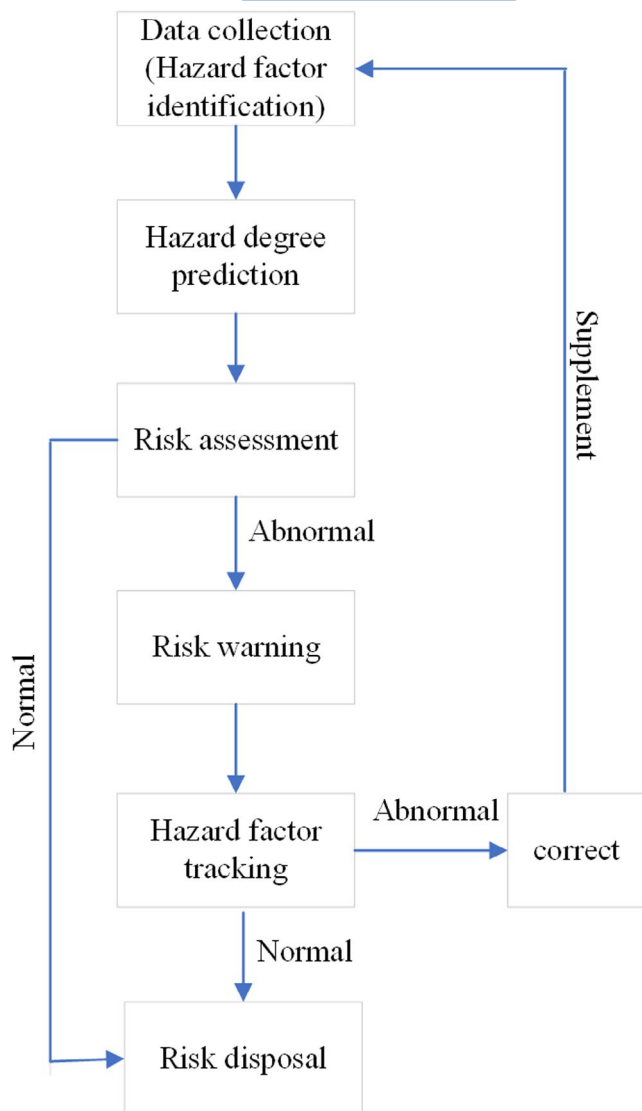 Data collection
(Hazard factor
identification)
Hazard degree
prediction
Supplement
Risk assessment
Abnormal
Risk warning
Normal
Hazard factor
tracking
Abnormal
correct
Normal
Risk disposal